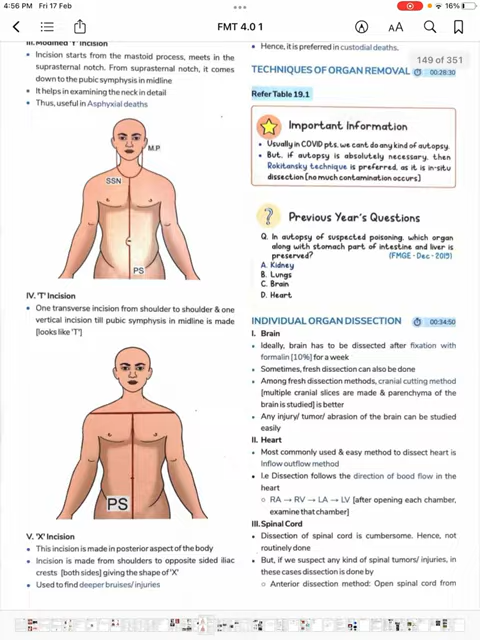 4:56 PM Fri 17 Feb
16%
FMT 4.0 1
149 of 351
III. Modified 'Y' Incision
Incision starts from the mastoid process, meets in the
suprasternal notch. From suprasternal notch, it comes
down to the pubic symphysis in midline
It helps in examining the neck in detail
Thus, useful in Asphyxial deaths
M.P
SSN
PS
IV. 'T' Incision
One transverse incision from shoulder to shoulder & one
vertical incision till pubic symphysis in midline is made
[looks like 'T']
PS
V. 'X' Incision
This incision is made in posterior aspect of the body
Incision is made from shoulders to opposite sided iliac
crests [both sides] giving the shape of 'X'
Used to find deeper bruises/injuries
Hence, it is preferred in custodial deaths.
TECHNIQUES OF ORGAN REMOVAL 00:28:30
Refer Table 19.1
Important Information
Usually in COVID pts. we cant do any kind of autopsy.
But, if autopsy is absolutely necessary, then
Rokitansky technique is preferred, as it is in-situ
dissection [no much contamination occurs]
Previous Year's Questions
Q. In autopsy of suspected poisoning, which organ
along with stomach part of intestine and liver is
preserved? (FMGE - Dec - 2019)
A. Kidney
B. Lungs
C. Brain
D. Heart
INDIVIDUAL ORGAN DISSECTION 00:34:50
I. Brain
Ideally, brain has to be dissected after fixation with
formalin [10%] for a week
Sometimes, fresh dissection can also be done
Among fresh dissection methods, cranial cutting method
[multiple cranial slices are made & parenchyma of the
brain is studied] is better
Any injury/ tumor/ abrasion of the brain can be studied
easily
II. Heart
Most commonly used & easy method to dissect heart is
Inflow outflow method
I.e Dissection follows the direction of bood flow in the
heart
RA → RV → LA → LV [after opening each chamber,
examine that chamber]
III. Spinal Cord
Dissection of spinal cord is cumbersome. Hence, not
routinely done
But, if we suspect any kind of spinal tumors/ injuries, in
these cases dissection is done by
Anterior dissection method: Open spinal cord from